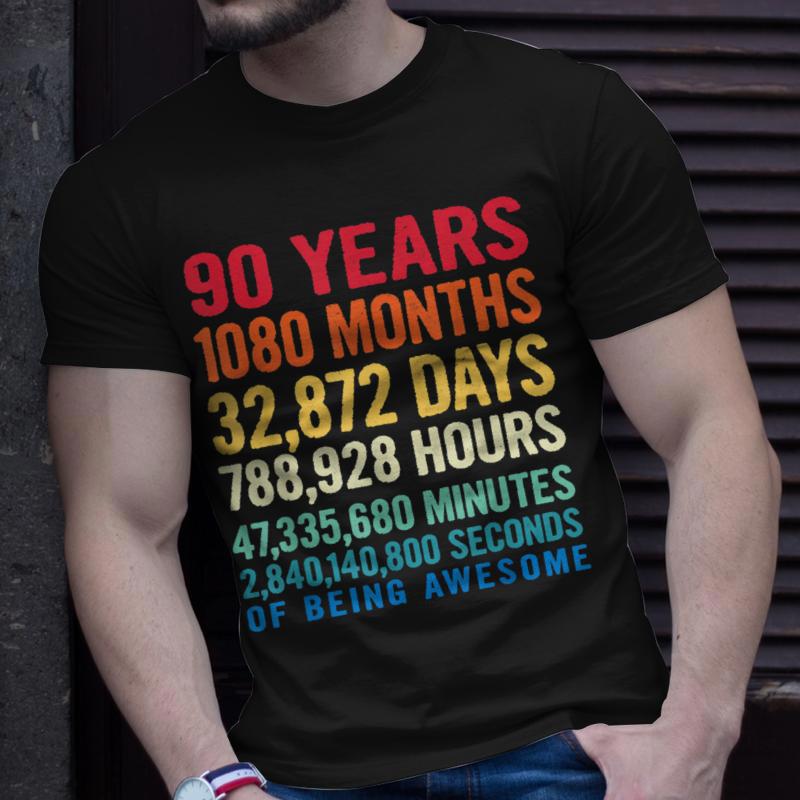 90 YEARS
1080 MONTHS
32,872 DAYS
788,928 HOURS
47,335,680 MINUTES
2,840,140,800 SECONDS
OF BEING AWESOME